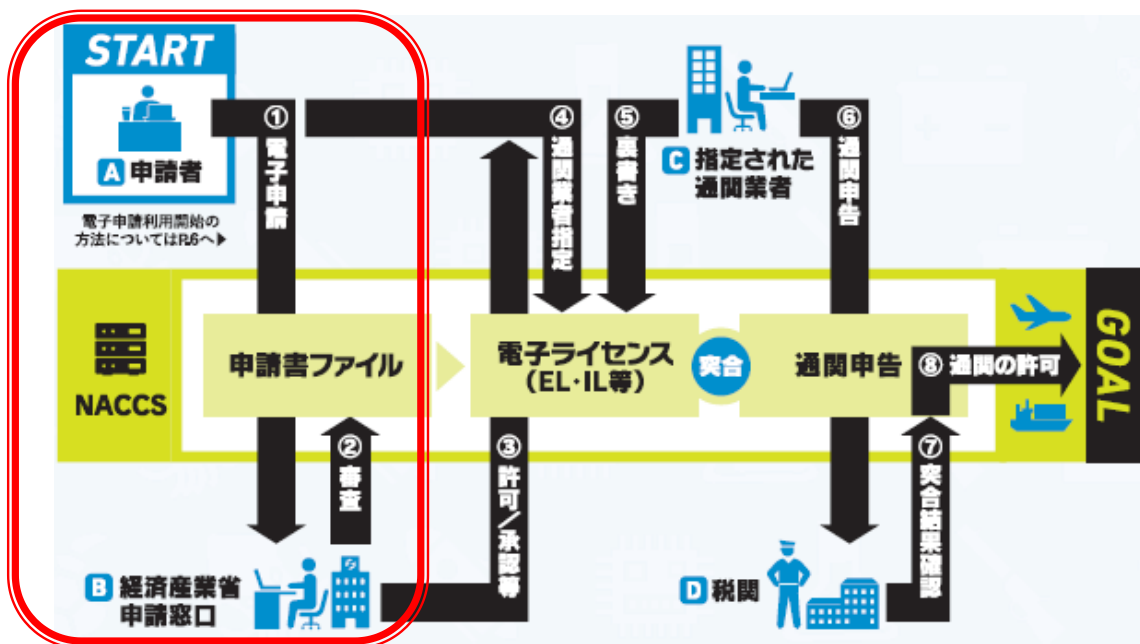 START
A 申請者
電子申請利用開始の
方法についてはP.6へ▶
①電子申請
④通関業者指定
⑤裏書き
C 指定された
通関業者
⑥通関申告
NACCS
申請書ファイル
電子ライセンス
(EL・IL等)
突合
通関申告
⑧通関の許可
GOAL
②審査
③許可/承認等
⑦突合結果確認
B 経済産業省
申請窓口
D 税関